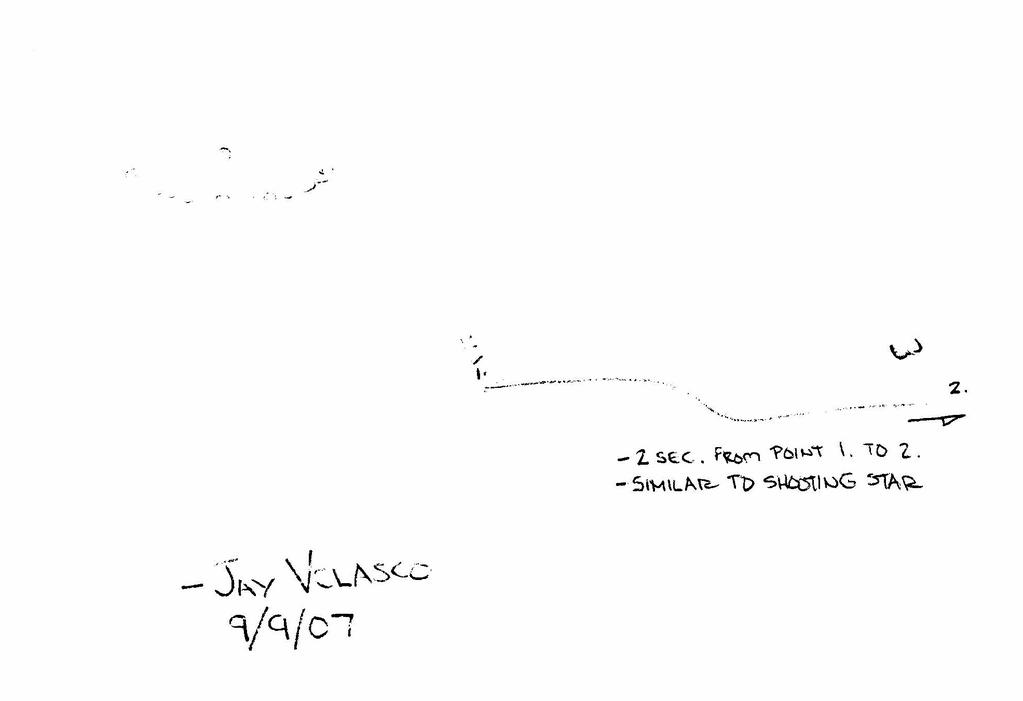 1.
2.
- 2 SEC. FROM POINT 1. TO 2.
- SIMILAR TO SHOOTING STAR
- JAY VELASCO
9/9/07